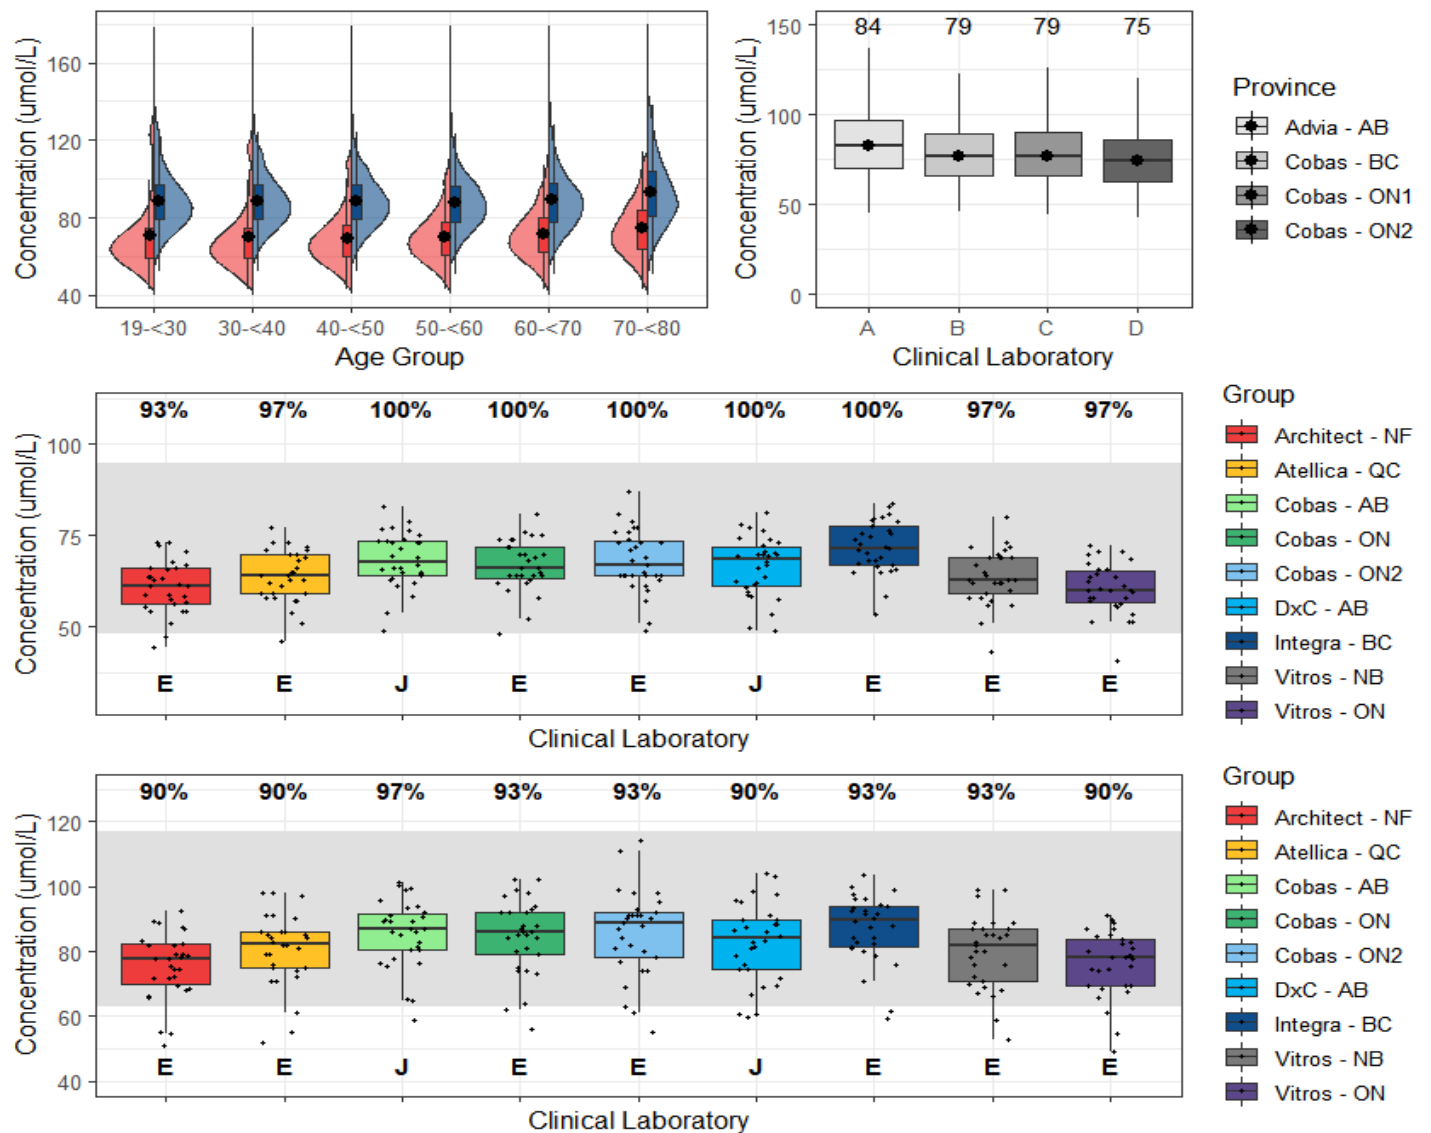 Concentration (umol/L)
160
120
80
40
19-<30 30-<40 40-<50 50-<60 60-<70 70-<80
Age Group
Concentration (umol/L)
150
100
50
0
84 79 79 75
A B C D
Clinical Laboratory
Province
Advia - AB
Cobas - BC
Cobas - ON1
Cobas - ON2
Concentration (umol/L)
100
75
50
93% 97% 100% 100% 100% 100% 100% 97% 97%
E E J E E J E E E
Clinical Laboratory
Group
Architect - NF
Atellica - QC
Cobas - AB
Cobas - ON
Cobas - ON2
DxC - AB
Integra - BC
Vitros - NB
Vitros - ON
Concentration (umol/L)
120
100
80
60
40
90% 90% 97% 93% 93% 90% 93% 93% 90%
E E J E E J E E E
Clinical Laboratory
Group
Architect - NF
Atellica - QC
Cobas - AB
Cobas - ON
Cobas - ON2
DxC - AB
Integra - BC
Vitros - NB
Vitros - ON